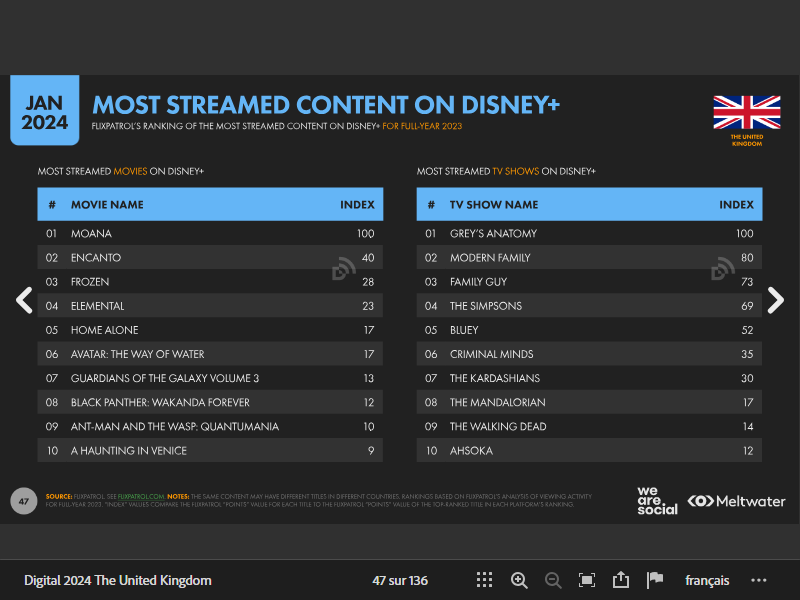 JAN
2024
MOST STREAMED CONTENT ON DISNEY+
FLIXPATROL'S RANKING OF THE MOST STREAMED CONTENT ON DISNEY+ FOR FULL-YEAR 2023
THE UNITED
KINGDOM
MOST STREAMED MOVIES ON DISNEY+
# MOVIE NAME INDEX
01 MOANA 100
02 ENCANTO 40
03 FROZEN 28
04 ELEMENTAL 23
05 HOME ALONE 17
06 AVATAR: THE WAY OF WATER 17
07 GUARDIANS OF THE GALAXY VOLUME 3 13
08 BLACK PANTHER: WAKANDA FOREVER 12
09 ANT-MAN AND THE WASP: QUANTUMANIA 10
10 A HAUNTING IN VENICE 9
MOST STREAMED TV SHOWS ON DISNEY+
# TV SHOW NAME INDEX
01 GREY'S ANATOMY 100
02 MODERN FAMILY 80
03 FAMILY GUY 73
04 THE SIMPSONS 69
05 BLUEY 52
06 CRIMINAL MINDS 35
07 THE KARDASHIANS 30
08 THE MANDALORIAN 17
09 THE WALKING DEAD 14
10 AHSOKA 12
47
SOURCE: FLIXPATROL. SEE FLIXPATROL.COM. NOTES: THE SAME CONTENT MAY HAVE DIFFERENT TITLES IN DIFFERENT COUNTRIES. RANKINGS BASED ON FLIXPATROL'S ANALYSIS OF VIEWING ACTIVITY
FOR FULL-YEAR 2023. "INDEX" VALUES COMPARE THE FLIXPATROL "POINTS" VALUE FOR EACH TITLE TO THE FLIXPATROL "POINTS" VALUE OF THE TOP-RANKED TITLE IN EACH PLATFORM'S RANKING.
we
are
social
Meltwater
Digital 2024 The United Kingdom
47 sur 136
français